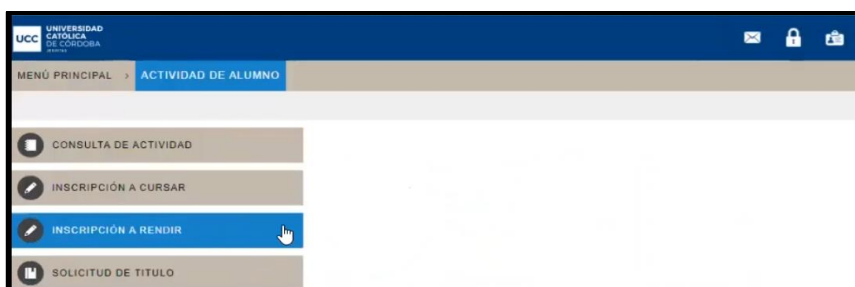 UCC
UNIVERSIDAD
CATÓLICA
DE CÓRDOBA
MENÚ PRINCIPAL > ACTIVIDAD DE ALUMNO
CONSULTA DE ACTIVIDAD
INSCRIPCIÓN A CURSAR
INSCRIPCIÓN A RENDIR
SOLICITUD DE TITULO